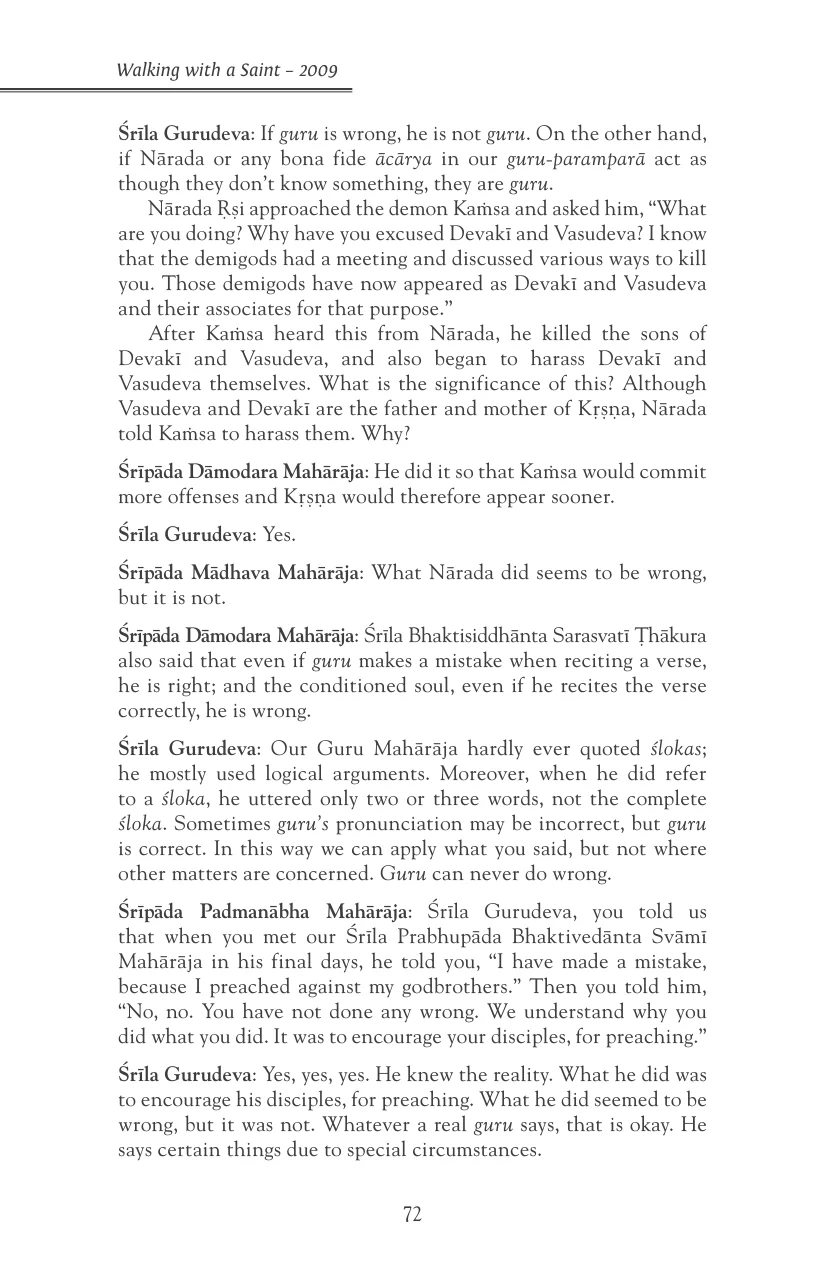 Walking with a Saint – 2009
Śrīla Gurudeva: If guru is wrong, he is not guru. On the other hand,
if Nārada or any bona fide ācārya in our guru-paramparā act as
though they don’t know something, they are guru.
Nārada Ṛṣi approached the demon Kaṁsa and asked him, “What
are you doing? Why have you excused Devakī and Vasudeva? I know
that the demigods had a meeting and discussed various ways to kill
you. Those demigods have now appeared as Devakī and Vasudeva
and their associates for that purpose.”
After Kaṁsa heard this from Nārada, he killed the sons of
Devakī and Vasudeva, and also began to harass Devakī and
Vasudeva themselves. What is the significance of this? Although
Vasudeva and Devakī are the father and mother of Kṛṣṇa, Nārada
told Kaṁsa to harass them. Why?
Śrīpāda Dāmodara Mahārāja: He did it so that Kaṁsa would commit
more offenses and Kṛṣṇa would therefore appear sooner.
Śrīla Gurudeva: Yes.
Śrīpāda Mādhava Mahārāja: What Nārada did seems to be wrong,
but it is not.
Śrīpāda Dāmodara Mahārāja: Śrīla Bhaktisiddhānta Sarasvatī Ṭhākura
also said that even if guru makes a mistake when reciting a verse,
he is right; and the conditioned soul, even if he recites the verse
correctly, he is wrong.
Śrīla Gurudeva: Our Guru Mahārāja hardly ever quoted ślokas;
he mostly used logical arguments. Moreover, when he did refer
to a śloka, he uttered only two or three words, not the complete
śloka. Sometimes guru’s pronunciation may be incorrect, but guru
is correct. In this way we can apply what you said, but not where
other matters are concerned. Guru can never do wrong.
Śrīpāda Padmanābha Mahārāja: Śrīla Gurudeva, you told us
that when you met our Śrīla Prabhupāda Bhaktivedānta Svāmī
Mahārāja in his final days, he told you, “I have made a mistake,
because I preached against my godbrothers.” Then you told him,
“No, no. You have not done any wrong. We understand why you
did what you did. It was to encourage your disciples, for preaching.”
Śrīla Gurudeva: Yes, yes, yes. He knew the reality. What he did was
to encourage his disciples, for preaching. What he did seemed to be
wrong, but it was not. Whatever a real guru says, that is okay. He
says certain things due to special circumstances.
72